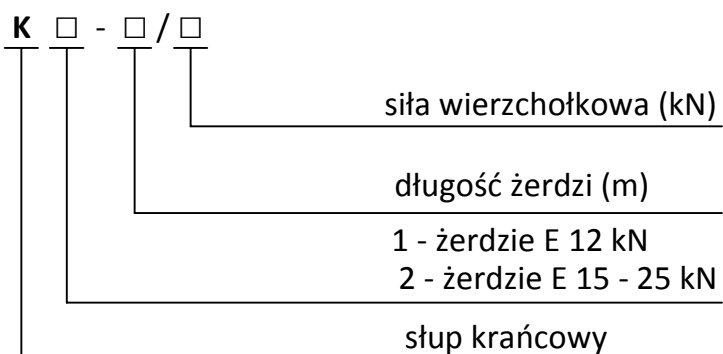 K □ - □ / □
siła wierzchołkowa (kN)
długość żerdzi (m)
1 - żerdzie E 12 kN
2 - żerdzie E 15 - 25 kN
słup krańcowy